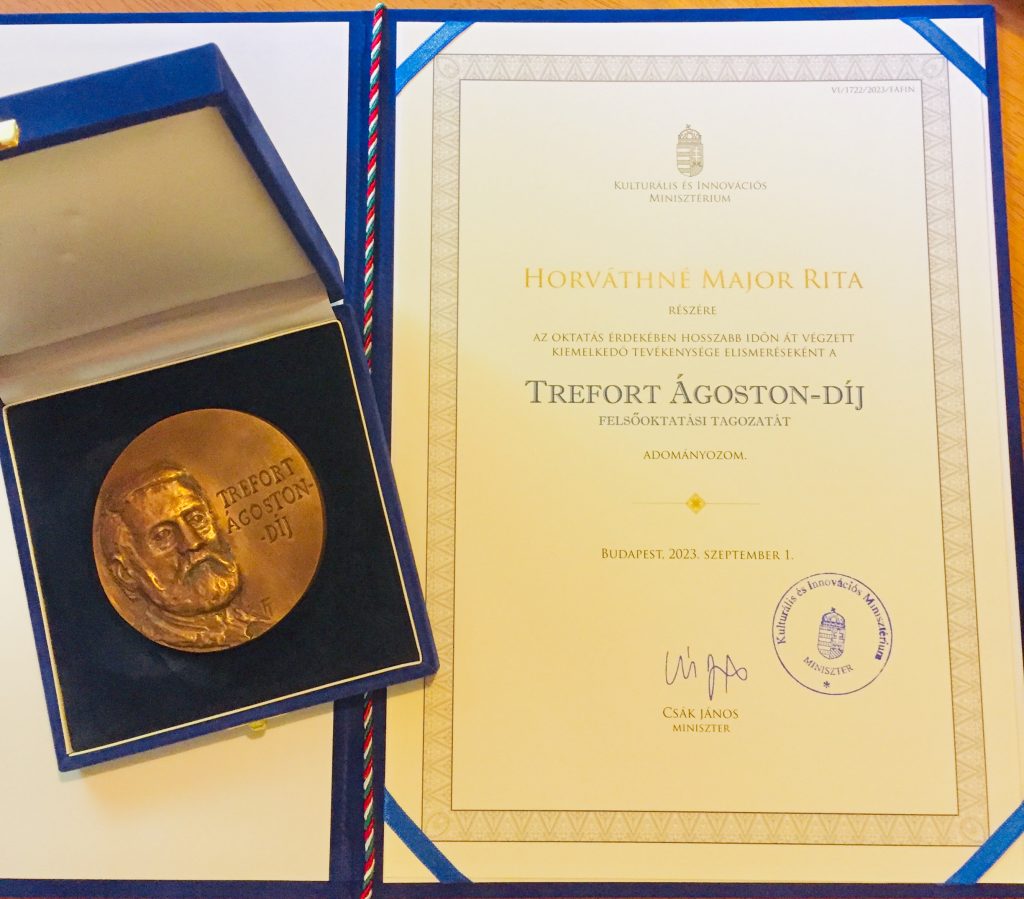 TREFORT
ÁGOSTON-
-DÍJ
VI/1722/2023/FAFIN
KULTURÁLIS ÉS INNOVÁCIÓS
MINISZTÉRIUM
HORVÁTHNÉ MAJOR RITA
RÉSZÉRE
AZ OKTATÁS ÉRDEKÉBEN HOSSZABB IDŐN ÁT VÉGZETT
KIEMELKEDŐ TEVÉKENYSÉGE ELISMERÉSEKÉNT A
TREFORT ÁGOSTON-DÍJ
FELSŐOKTATÁSI TAGOZATÁT
ADOMÁNYOZOM.
BUDAPEST, 2023. SZEPTEMBER 1.
Kulturális és Innovációs Minisztérium
MINISZTER
CSÁK JÁNOS
MINISZTER